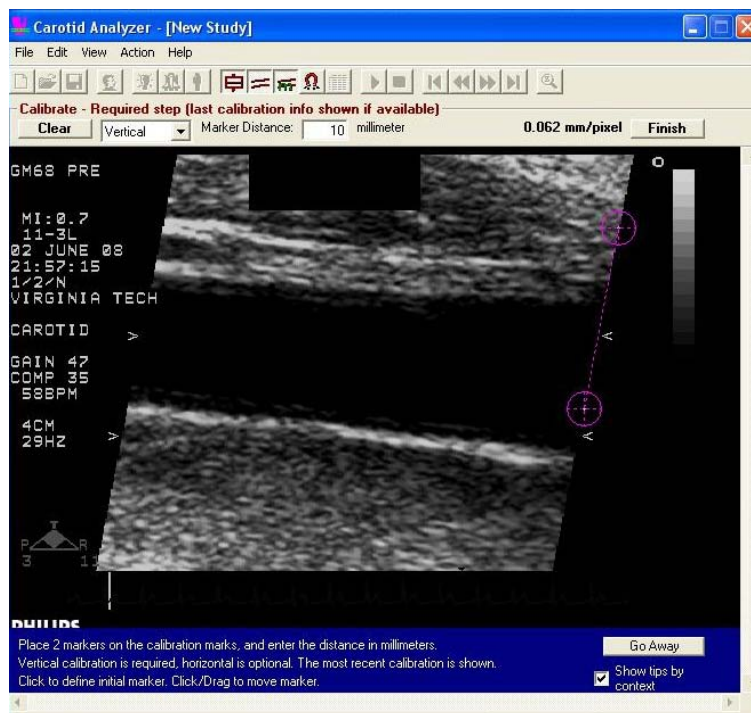 Carotid Analyzer - [New Study]
File Edit View Action Help
Calibrate - Required step (last calibration info shown if available)
Clear Vertical Marker Distance: 10 millimeter 0.062 mm/pixel Finish
GM68 PRE
MI:0.7
11-3L
02 JUNE 08
21:57:15
1/2/N
VIRGINIA TECH
CAROTID
GAIN 47
COMP 35
58BPM
4CM
29HZ
T
P R
3 11
PHILIPS
Place 2 markers on the calibration marks, and enter the distance in millimeters.
Vertical calibration is required, horizontal is optional. The most recent calibration is shown.
Click to define initial marker. Click/Drag to move marker.
Go Away
Show tips by
context